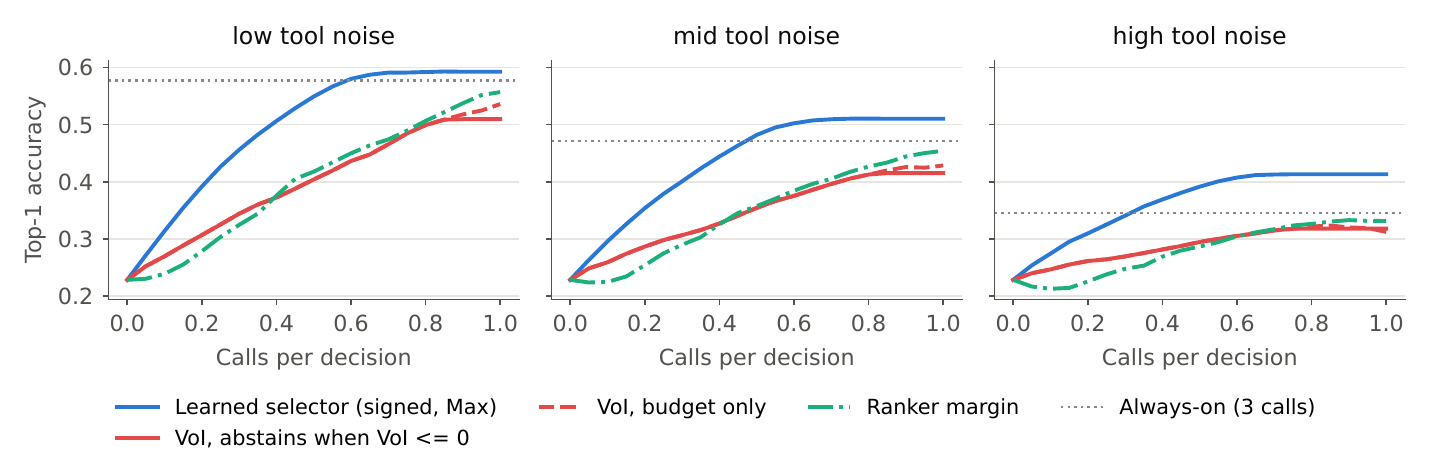 low tool noise
mid tool noise
high tool noise
Top-1 accuracy
0.6
0.5
0.4
0.3
0.2
0.0 0.2 0.4 0.6 0.8 1.0
0.0 0.2 0.4 0.6 0.8 1.0
0.0 0.2 0.4 0.6 0.8 1.0
Calls per decision
Calls per decision
Calls per decision
Learned selector (signed, Max)
VoI, budget only
Ranker margin
Always-on (3 calls)
VoI, abstains when VoI <= 0